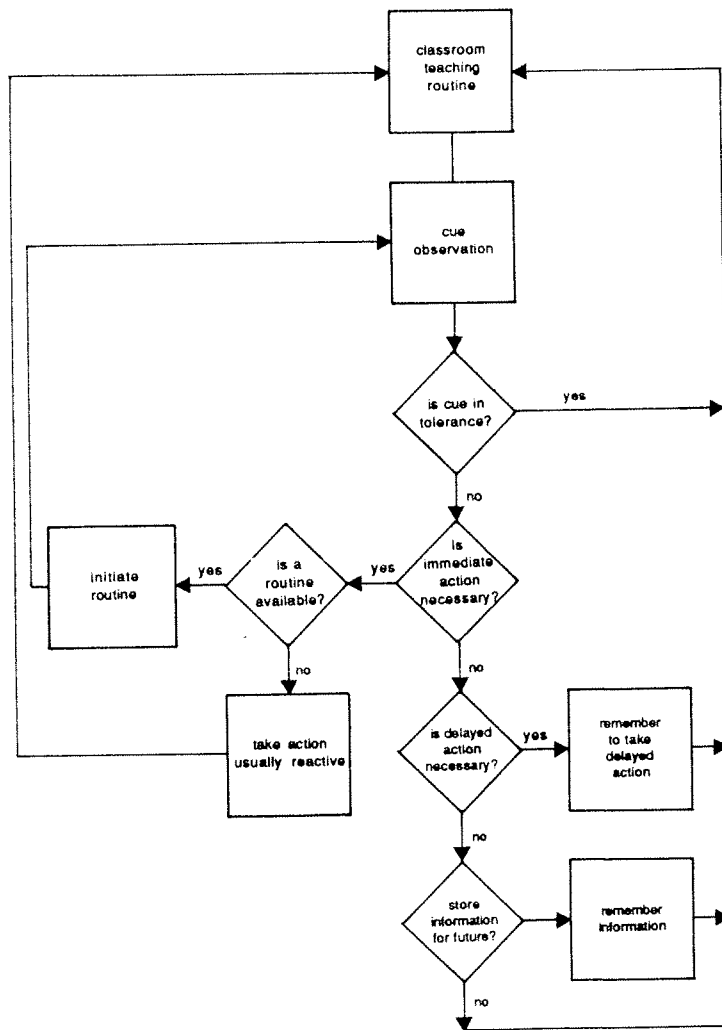 classroom
teaching
routine
cue
observation
is cue in
tolerance?
yes
no
is
immediate
action
necessary?
yes
is a
routine
available?
yes
initiate
routine
no
take action
usually reactive
no
is delayed
action
necessary?
yes
remember
to take
delayed
action
no
store
information
for future?
remember
information
no